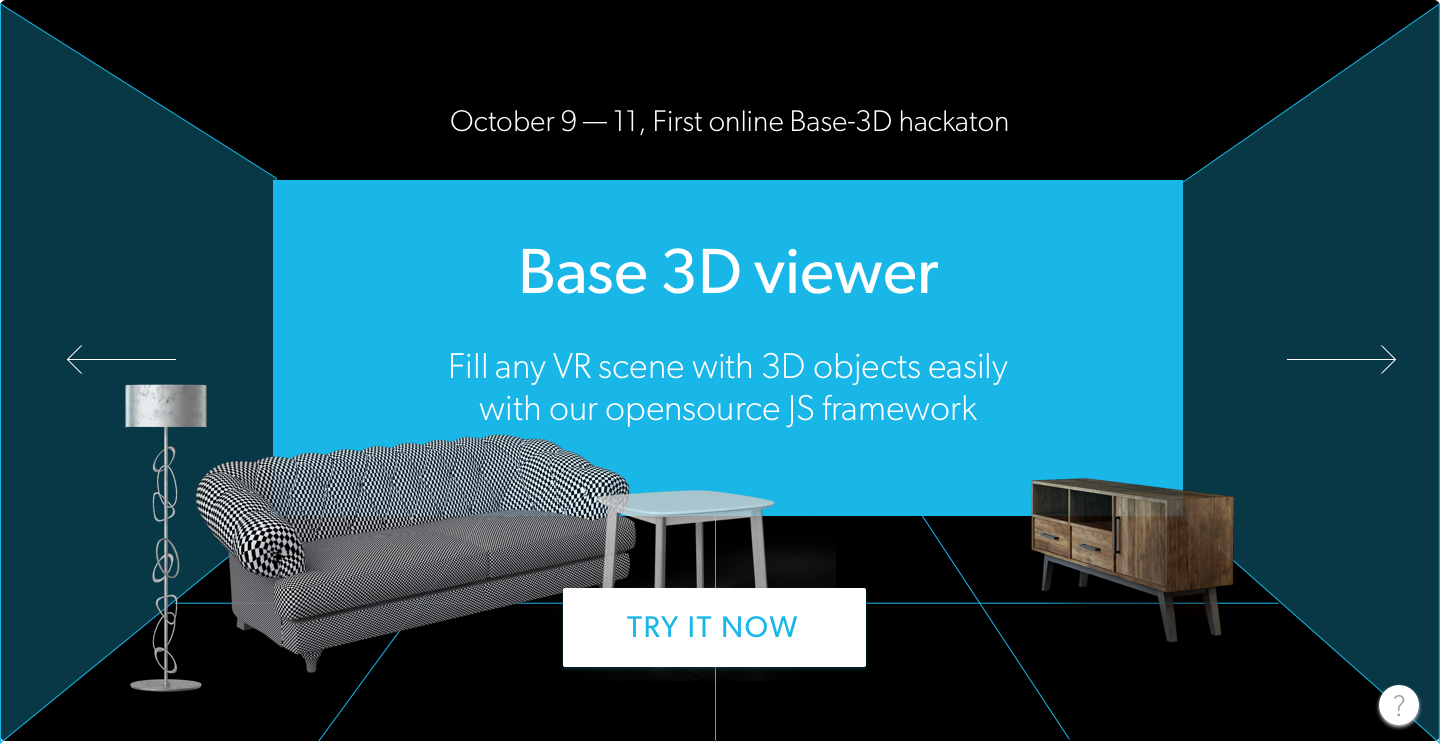 October 9 — 11, First online Base-3D hackaton
Base 3D viewer
Fill any VR scene with 3D objects easily
with our opensource JS framework
TRY IT NOW
?